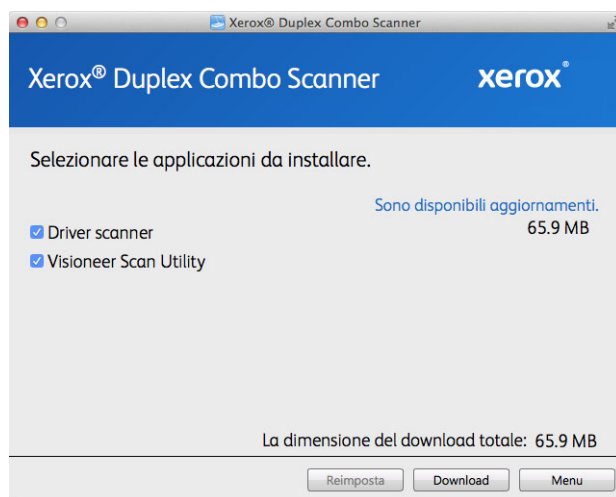 Xerox® Duplex Combo Scanner
Xerox® Duplex Combo Scanner
xerox®
Selezionare le applicazioni da installare.
Sono disponibili aggiornamenti.
Driver scanner
65.9 MB
Visioneer Scan Utility
La dimensione del download totale: 65.9 MB
Reimposta
Download
Menu